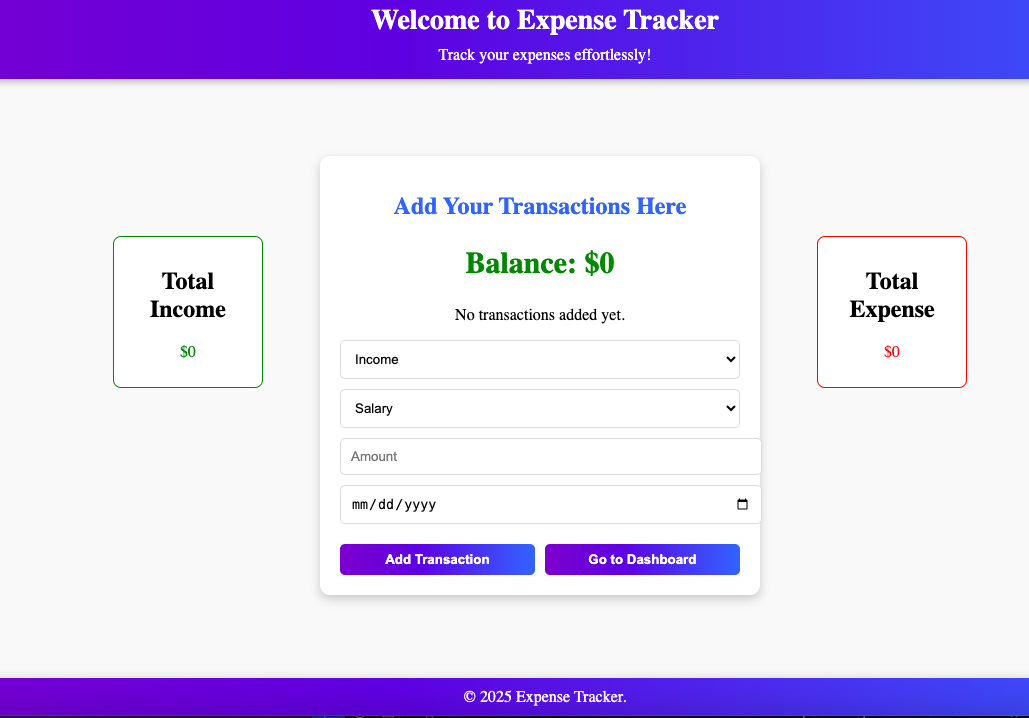 Welcome to Expense Tracker
Track your expenses effortlessly!
Add Your Transactions Here
Balance: $0
No transactions added yet.
Total
Income
$0
Total
Expense
$0
Income
Salary
Amount
mm/dd/yyyy
Add Transaction
Go to Dashboard
© 2025 Expense Tracker.